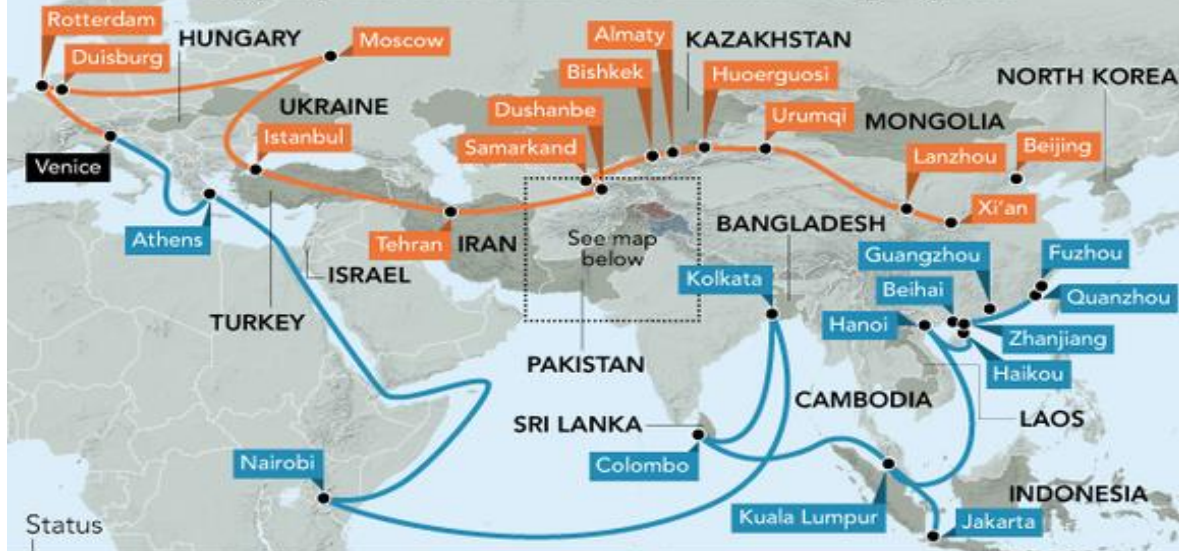 Rotterdam
Duisburg
HUNGARY
Moscow
Almaty
KAZAKHSTAN
Bishkek
Huoerguosi
NORTH KOREA
UKRAINE
Dushanbe
Urumqi
MONGOLIA
Istanbul
Samarkand
Lanzhou
Beijing
Venice
Xi'an
Athens
Tehran
IRAN
See map
below
BANGLADESH
ISRAEL
Kolkata
Guangzhou
Fuzhou
Beihai
Quanzhou
TURKEY
Hanoi
Zhanjiang
PAKISTAN
Haikou
CAMBODIA
LAOS
SRI LANKA
Nairobi
Colombo
INDONESIA
Kuala Lumpur
Jakarta
Status